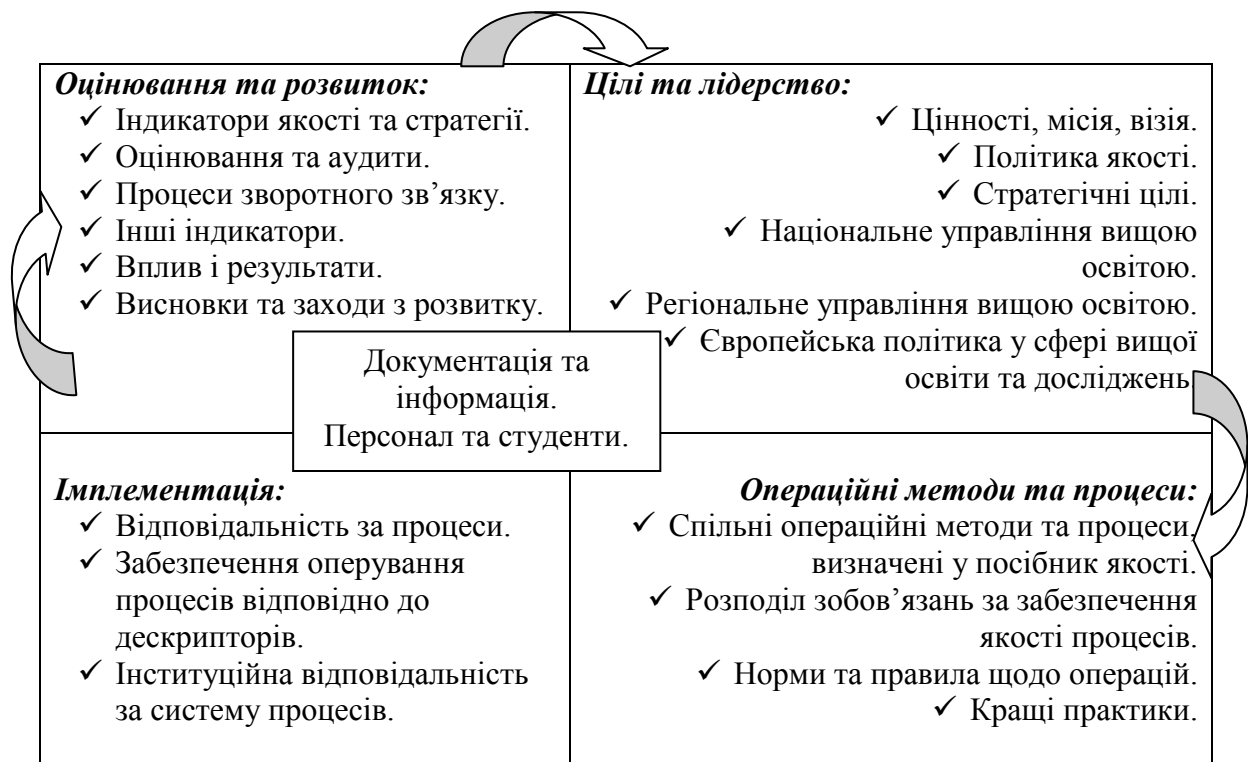 Оцінювання та розвиток:
✓ Індикатори якості та стратегії.
✓ Оцінювання та аудити.
✓ Процеси зворотного зв’язку.
✓ Інші індикатори.
✓ Вплив і результати.
✓ Висновки та заходи з розвитку.
Цілі та лідерство:
✓ Цінності, місія, візія.
✓ Політика якості.
✓ Стратегічні цілі.
✓ Національне управління вищою
освітою.
✓ Регіональне управління вищою освітою.
✓ Європейська політика у сфері вищої
освіти та досліджень.
Документація та
інформація.
Персонал та студенти.
Імплементація:
✓ Відповідальність за процеси.
✓ Забезпечення оперування
процесів відповідно до
дескрипторів.
✓ Інституційна відповідальність
за систему процесів.
Операційні методи та процеси:
✓ Спільні операційні методи та процеси,
визначені у посібник якості.
✓ Розподіл зобов’язань за забезпечення
якості процесів.
✓ Норми та правила щодо операцій.
✓ Кращі практики.